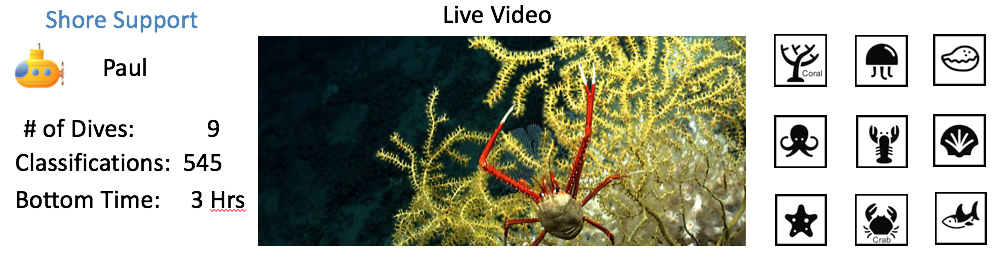 Shore Support
Live Video
Paul
# of Dives: 9
Classifications: 545
Bottom Time: 3 Hrs
Coral
Crab